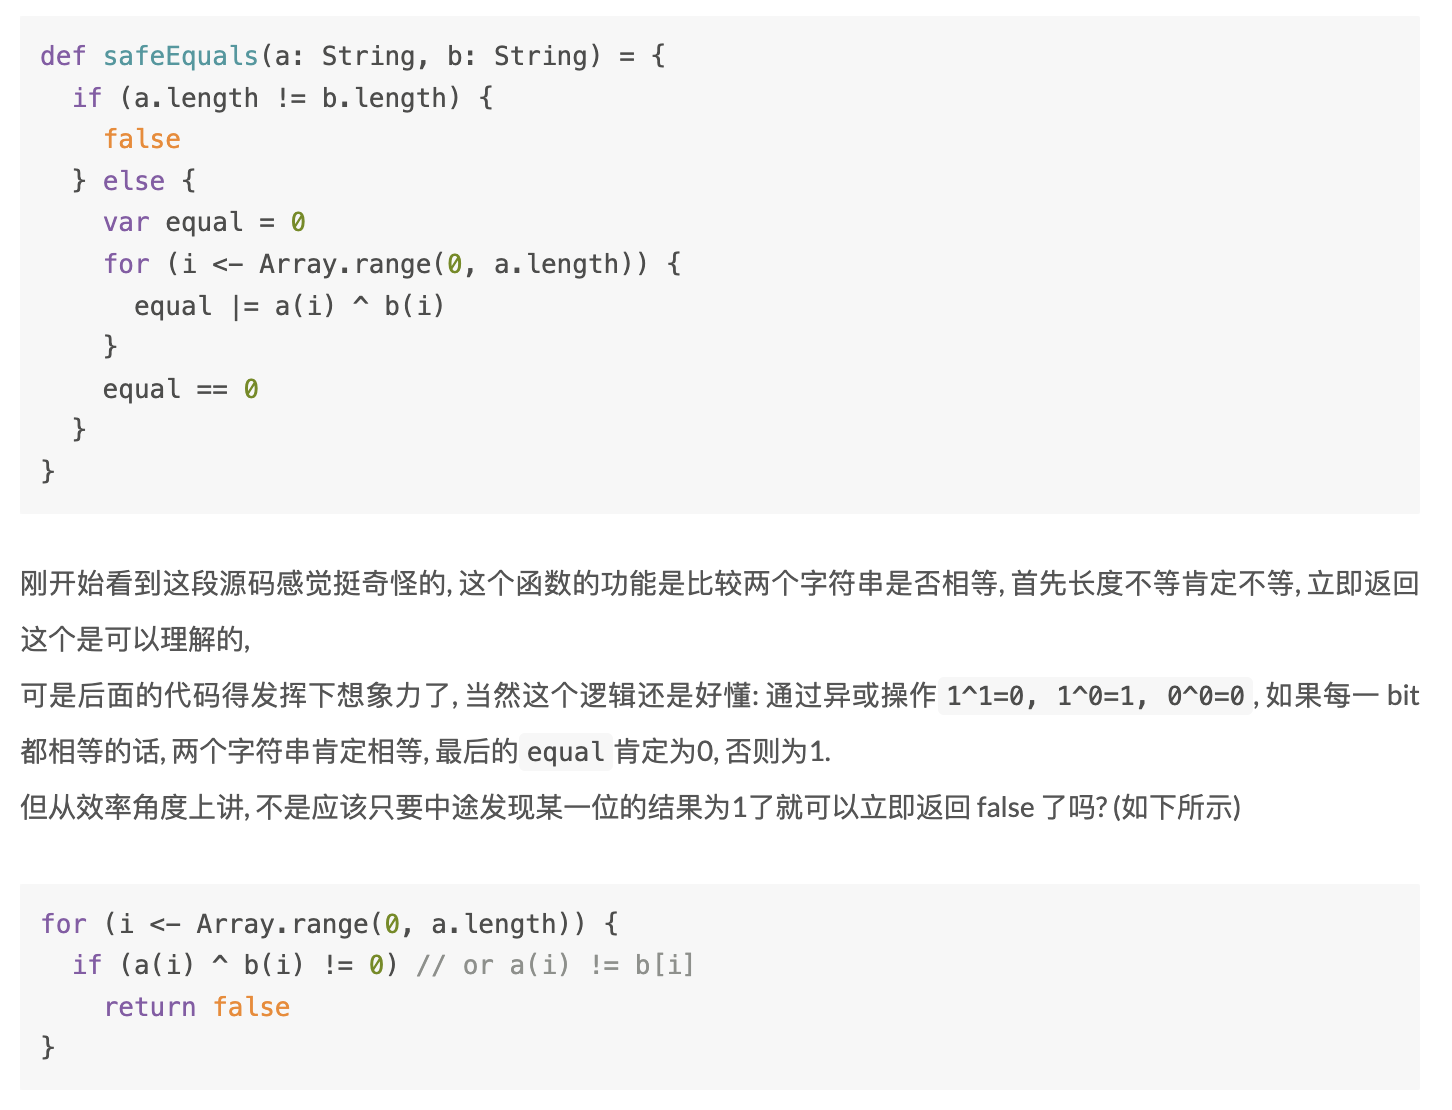 def safeEquals(a: String, b: String) = {
  if (a.length != b.length) {
    false
  } else {
    var equal = 0
    for (i <- Array.range(0, a.length)) {
      equal |= a(i) ^ b(i)
    }
    equal == 0
  }
}
刚开始看到这段源码感觉挺奇怪的, 这个函数的功能是比较两个字符串是否相等, 首先长度不等肯定不等, 立即返回
这个是可以理解的,
可是后面的代码得发挥下想象力了, 当然这个逻辑还是好懂: 通过异或操作 1^1=0, 1^0=1, 0^0=0, 如果每一 bit
都相等的话, 两个字符串肯定相等, 最后的 equal 肯定为0, 否则为1.
但从效率角度上讲, 不是应该只要中途发现某一位的结果为1了就可以立即返回 false 了吗? (如下所示)
for (i <- Array.range(0, a.length)) {
  if (a(i) ^ b(i) != 0) // or a(i) != b[i]
    return false
}